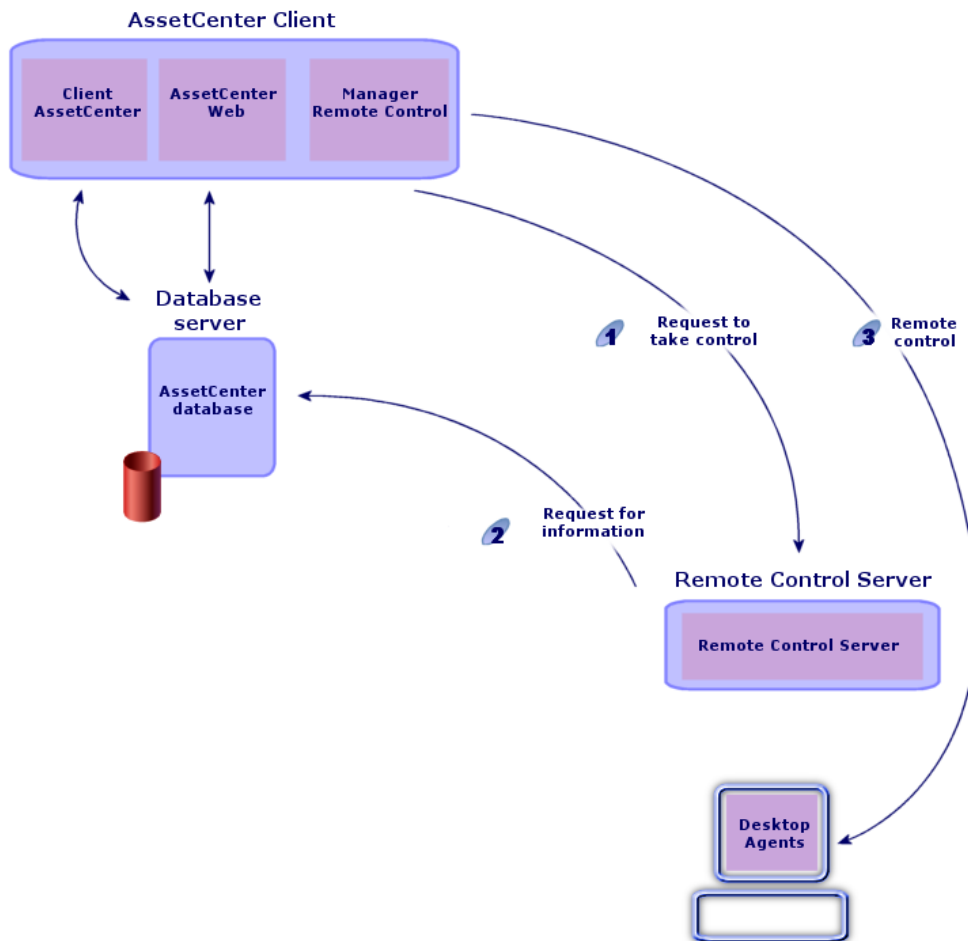 AssetCenter Client
Client
AssetCenter
AssetCenter
Web
Manager
Remote Control
Database
server
AssetCenter
database
1
Request to
take control
3
Remote
control
2
Request for
information
Remote Control Server
Remote Control Server
Desktop
Agents